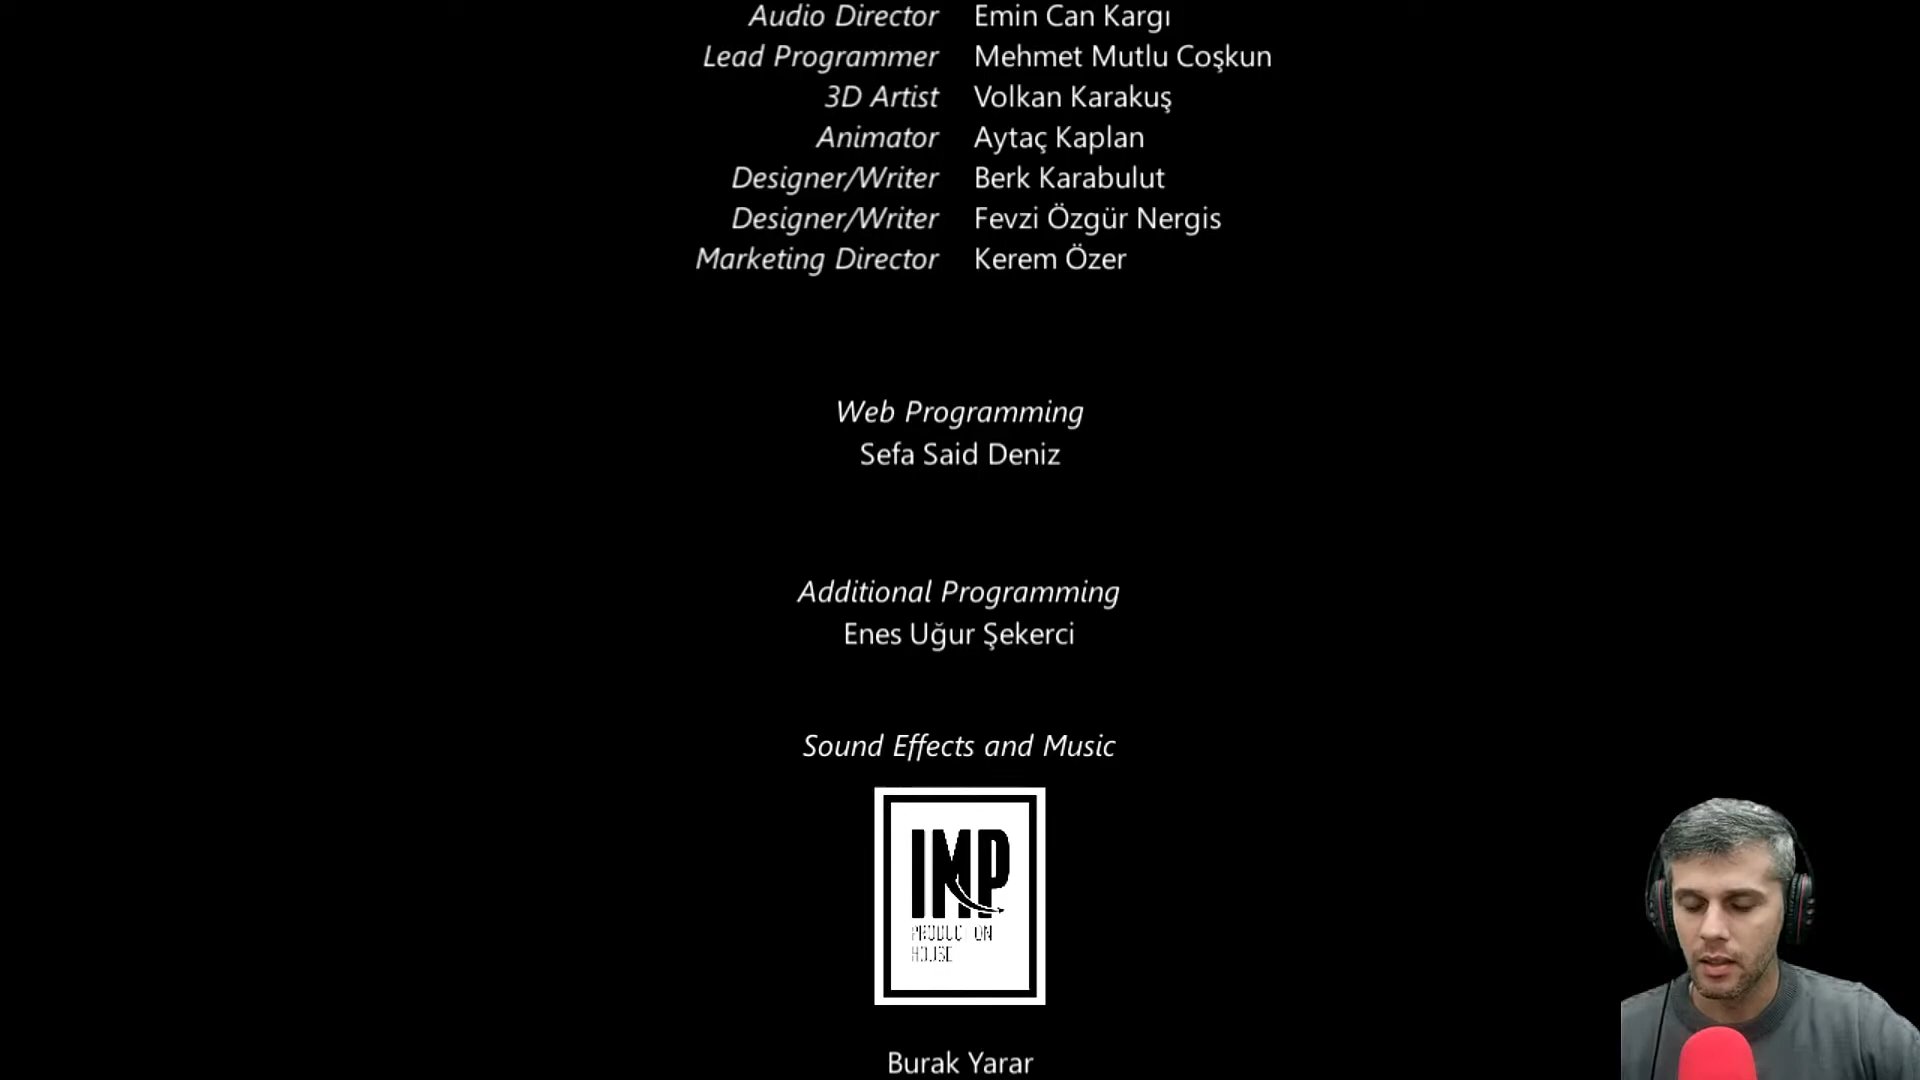 Audio Director Emin Can Kargı
Lead Programmer Mehmet Mutlu Coşkun
3D Artist Volkan Karakuş
Animator Aytaç Kaplan
Designer/Writer Berk Karabulut
Designer/Writer Fevzi Özgür Nergis
Marketing Director Kerem Özer
Web Programming
Sefa Said Deniz
Additional Programming
Enes Uğur Şekerci
Sound Effects and Music
IMP
PRODUCTION
HOUSE
Burak Yarar